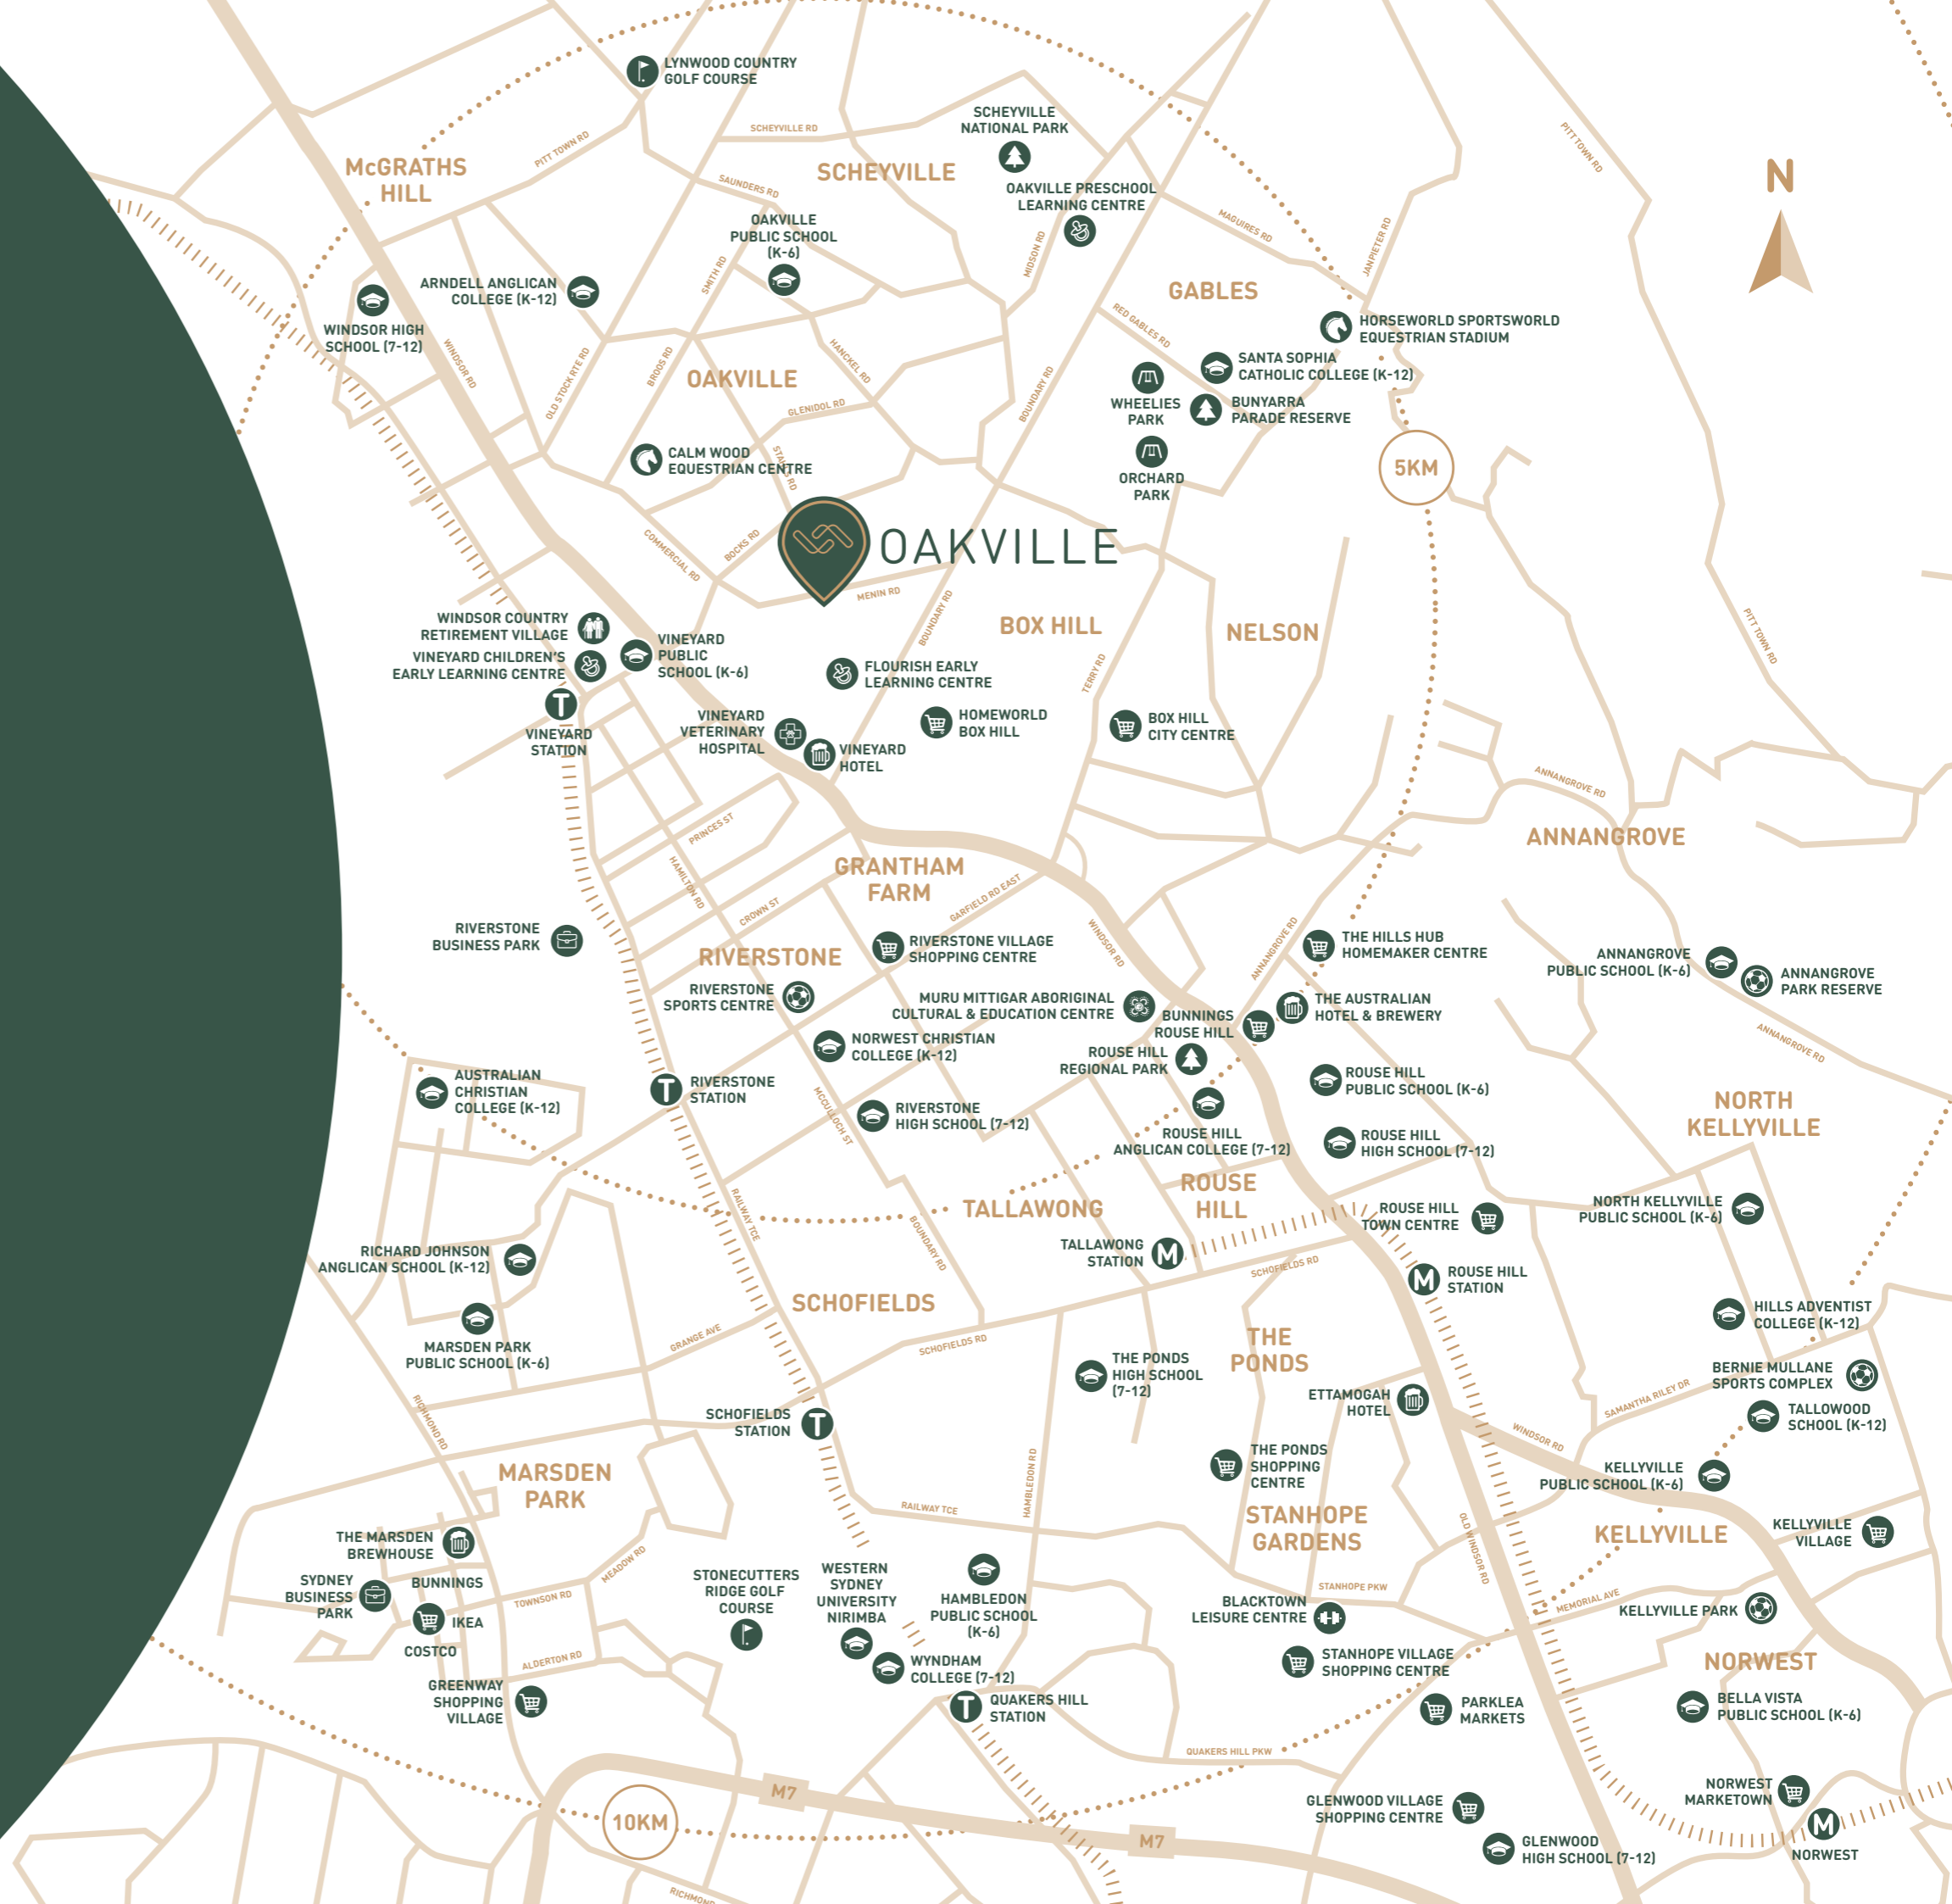 LYNWOOD COUNTRY
GOLF COURSE
SCHEYVILLE
NATIONAL PARK
SCHEYVILLE RD
PITT TOWN RD
PITT TOWN RD
McGRATHS
HILL
SCHEYVILLE
N
SAUNDERS RD
OAKVILLE PRESCHOOL
LEARNING CENTRE
OAKVILLE
PUBLIC SCHOOL
(K-6)
MAGUIRES RD
JANPIETER RD
MIDSON RD
SMITH RD
ARNDELL ANGLICAN
COLLEGE (K-12)
GABLES
WINDSOR HIGH
SCHOOL (7-12)
RED GABLES RD
HORSEWORLD SPORTSWORLD
EQUESTRIAN STADIUM
WINDSOR RD
OLD STOCK RTE RD
BROOS RD
HANCKEL RD
SANTA SOPHIA
CATHOLIC COLLEGE (K-12)
OAKVILLE
BOUNDARY RD
WHEELIES
PARK
BUNYARRA
PARADE RESERVE
GLENIDOL RD
CALM WOOD
EQUESTRIAN CENTRE
5KM
ORCHARD
PARK
OAKVILLE
COMMERCIAL RD
BOCKS RD
MENIN RD
BOUNDARY RD
WINDSOR COUNTRY
RETIREMENT VILLAGE
BOX HILL
NELSON
PITT TOWN RD
VINEYARD CHILDREN'S
EARLY LEARNING CENTRE
VINEYARD
PUBLIC
SCHOOL (K-6)
FLOURISH EARLY
LEARNING CENTRE
TERRY RD
VINEYARD
STATION
VINEYARD
VETERINARY
HOSPITAL
HOMEWORLD
BOX HILL
BOX HILL
CITY CENTRE
VINEYARD
HOTEL
ANNANGROVE RD
PRINCES ST
ANNANGROVE
GRANTHAM
FARM
HAMILTON RD
CROWN ST
GARFIELD RD EAST
RIVERSTONE
BUSINESS PARK
RIVERSTONE
RIVERSTONE VILLAGE
SHOPPING CENTRE
WINDSOR RD
ANNANGROVE RD
THE HILLS HUB
HOMEMAKER CENTRE
ANNANGROVE
PUBLIC SCHOOL (K-6)
ANNANGROVE
PARK RESERVE
RIVERSTONE
SPORTS CENTRE
MURU MITTIGAR ABORIGINAL
CULTURAL & EDUCATION CENTRE
BUNNINGS
ROUSE HILL
THE AUSTRALIAN
HOTEL & BREWERY
ANNANGROVE RD
NORWEST CHRISTIAN
COLLEGE (K-12)
ROUSE HILL
REGIONAL PARK
AUSTRALIAN
CHRISTIAN
COLLEGE (K-12)
T
RIVERSTONE
STATION
ROUSE HILL
PUBLIC SCHOOL (K-6)
MCCULLOCH ST
RIVERSTONE
HIGH SCHOOL (7-12)
NORTH
KELLYVILLE
ROUSE HILL
ANGLICAN COLLEGE (7-12)
ROUSE HILL
HIGH SCHOOL (7-12)
ROUSE
HILL
RAILWAY TCE
TALLAWONG
BOUNDARY RD
ROUSE HILL
TOWN CENTRE
NORTH KELLYVILLE
PUBLIC SCHOOL (K-6)
RICHARD JOHNSON
ANGLICAN SCHOOL (K-12)
TALLAWONG
STATION
M
SCHOFIELDS RD
M
ROUSE HILL
STATION
SCHOFIELDS
HILLS ADVENTIST
COLLEGE (K-12)
MARSDEN PARK
PUBLIC SCHOOL (K-6)
GRANGE AVE
SCHOFIELDS RD
THE
PONDS
THE PONDS
HIGH SCHOOL
(7-12)
BERNIE MULLANE
SPORTS COMPLEX
ETTAMOGAH
HOTEL
SAMANTHA RILEY DR
TALLOWOOD
SCHOOL (K-12)
RICHMOND RD
SCHOFIELDS
STATION
T
WINDSOR RD
THE PONDS
SHOPPING
CENTRE
KELLYVILLE
PUBLIC SCHOOL (K-6)
MARSDEN
PARK
HAMBLEDON RD
RAILWAY TCE
STANHOPE
GARDENS
OLD WINDSOR RD
KELLYVILLE
KELLYVILLE
VILLAGE
THE MARSDEN
BREWHOUSE
MEADOW RD
SYDNEY
BUSINESS
PARK
BUNNINGS
IKEA
COSTCO
TOWNSON RD
STONECUTTERS
RIDGE GOLF
COURSE
WESTERN
SYDNEY
UNIVERSITY
NIRIMBA
HAMBLEDON
PUBLIC SCHOOL
(K-6)
STANHOPE PKW
BLACKTOWN
LEISURE CENTRE
MEMORIAL AVE
KELLYVILLE PARK
ALDERTON RD
WYNDHAM
COLLEGE (7-12)
STANHOPE VILLAGE
SHOPPING CENTRE
NORWEST
GREENWAY
SHOPPING
VILLAGE
T
QUAKERS HILL
STATION
PARKLEA
MARKETS
BELLA VISTA
PUBLIC SCHOOL (K-6)
QUAKERS HILL PKW
M7
10KM
M7
GLENWOOD VILLAGE
SHOPPING CENTRE
NORWEST
MARKETOWN
M
NORWEST
GLENWOOD
HIGH SCHOOL (7-12)
T